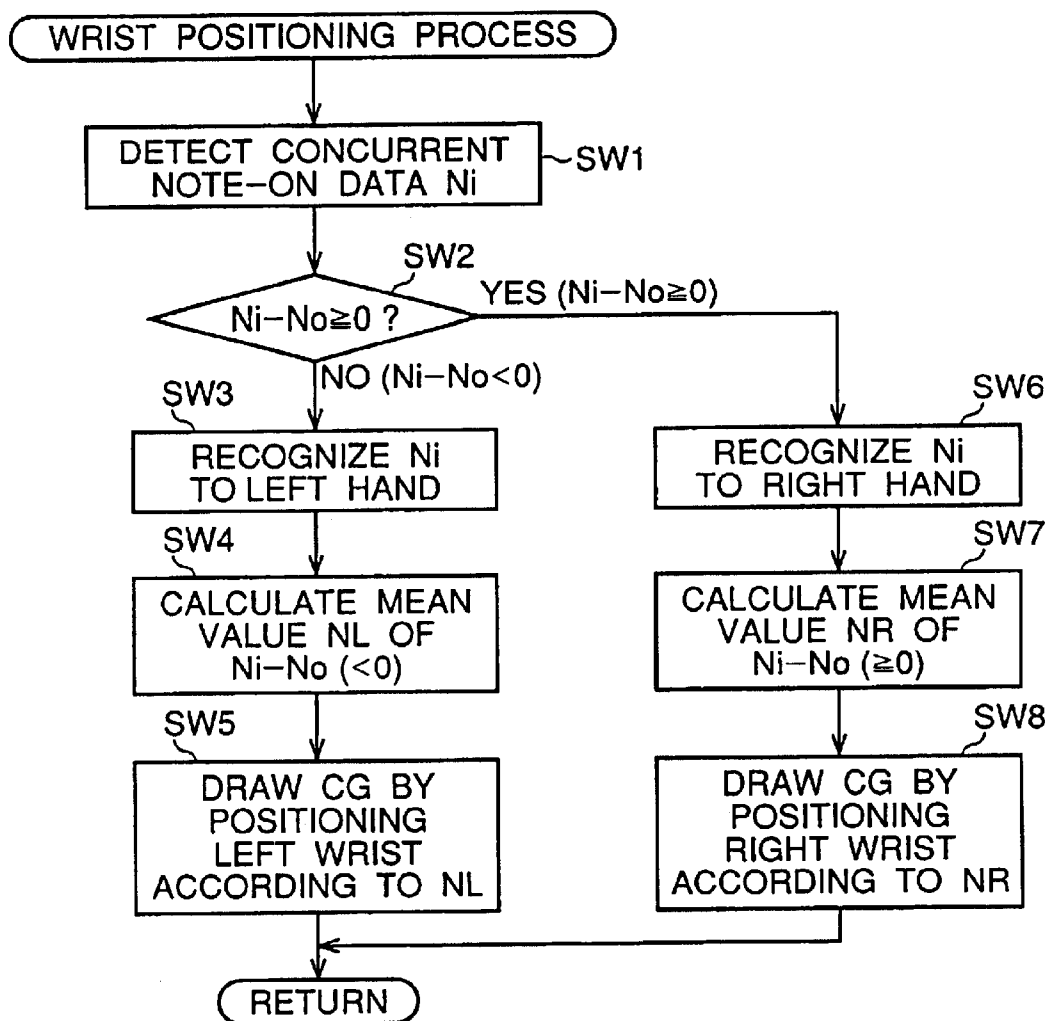 WRIST POSITIONING PROCESS
DETECT CONCURRENT
NOTE-ON DATA Ni
SW1
SW2
Ni-No≧0 ?
YES (Ni-No≧0)
NO (Ni-No<0)
SW3
RECOGNIZE Ni
TO LEFT HAND
SW6
RECOGNIZE Ni
TO RIGHT HAND
SW4
CALCULATE MEAN
VALUE NL OF
Ni-No (<0)
SW7
CALCULATE MEAN
VALUE NR OF
Ni-No (≧0)
SW5
DRAW CG BY
POSITIONING
LEFT WRIST
ACCORDING TO NL
SW8
DRAW CG BY
POSITIONING
RIGHT WRIST
ACCORDING TO NR
RETURN